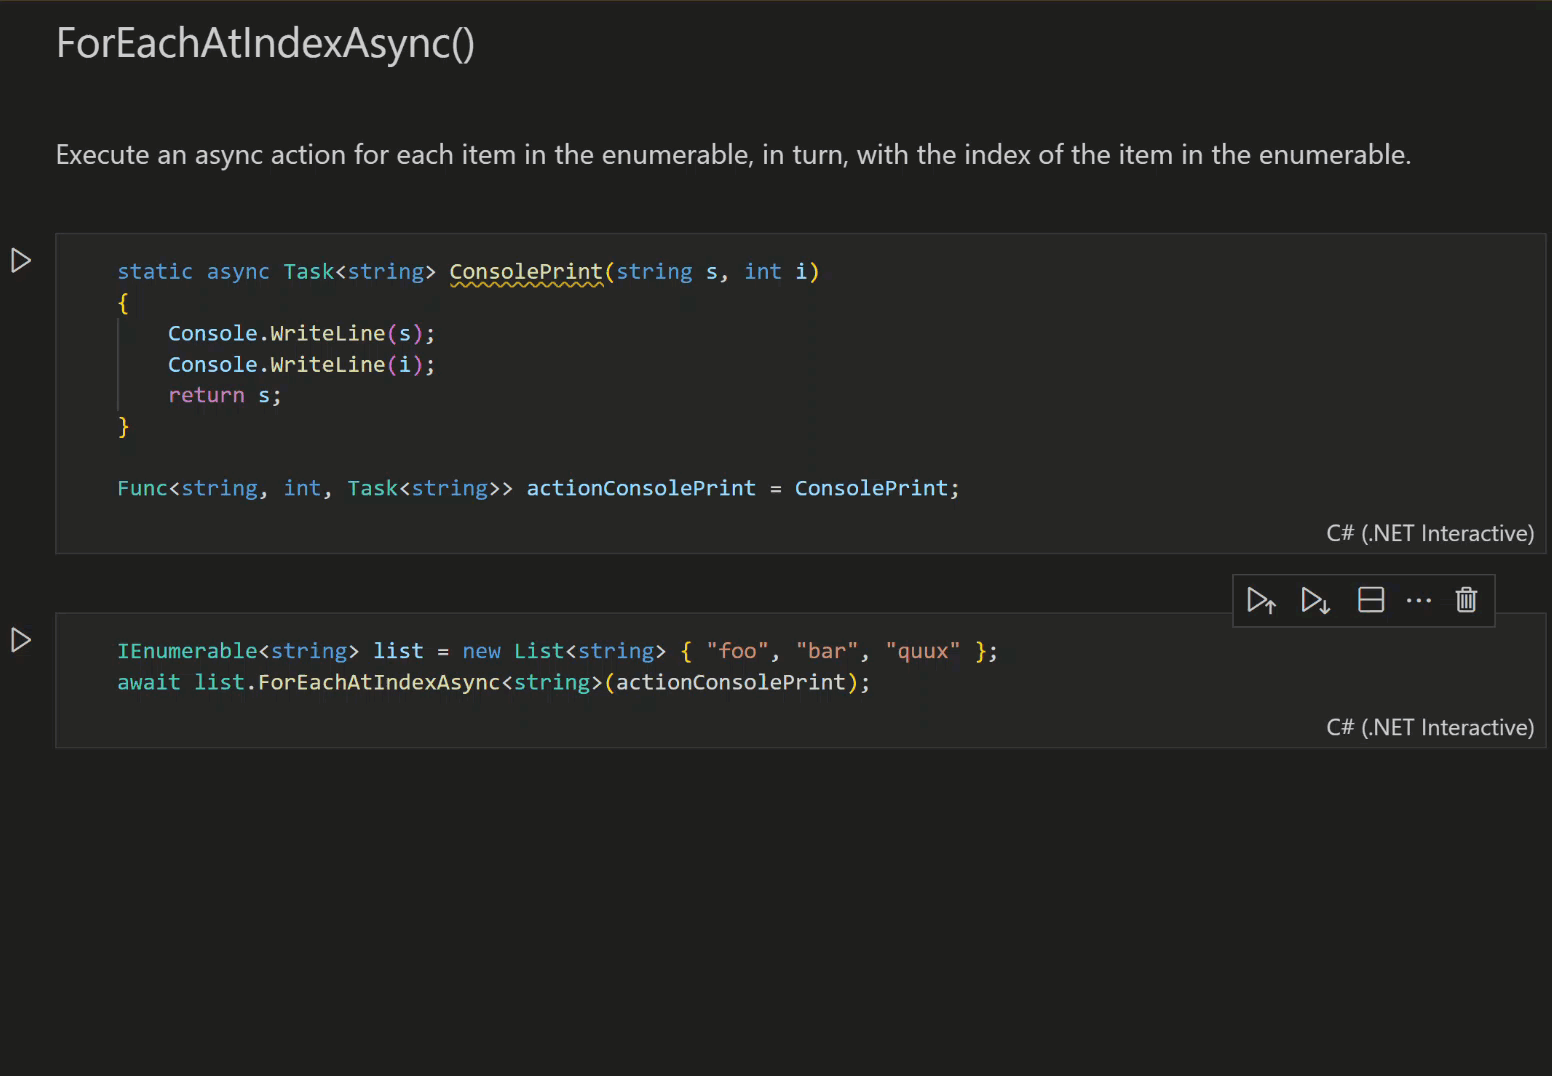 ForEachAtIndexAsync()
Execute an async action for each item in the enumerable, in turn, with the index of the item in the enumerable.
static async Task<string> ConsolePrint(string s, int i)
{
    Console.WriteLine(s);
    Console.WriteLine(i);
    return s;
}
Func<string, int, Task<string>> actionConsolePrint = ConsolePrint;
C# (.NET Interactive)
IEnumerable<string> list = new List<string> { "foo", "bar", "quux" };
await list.ForEachAtIndexAsync<string>(actionConsolePrint);
C# (.NET Interactive)